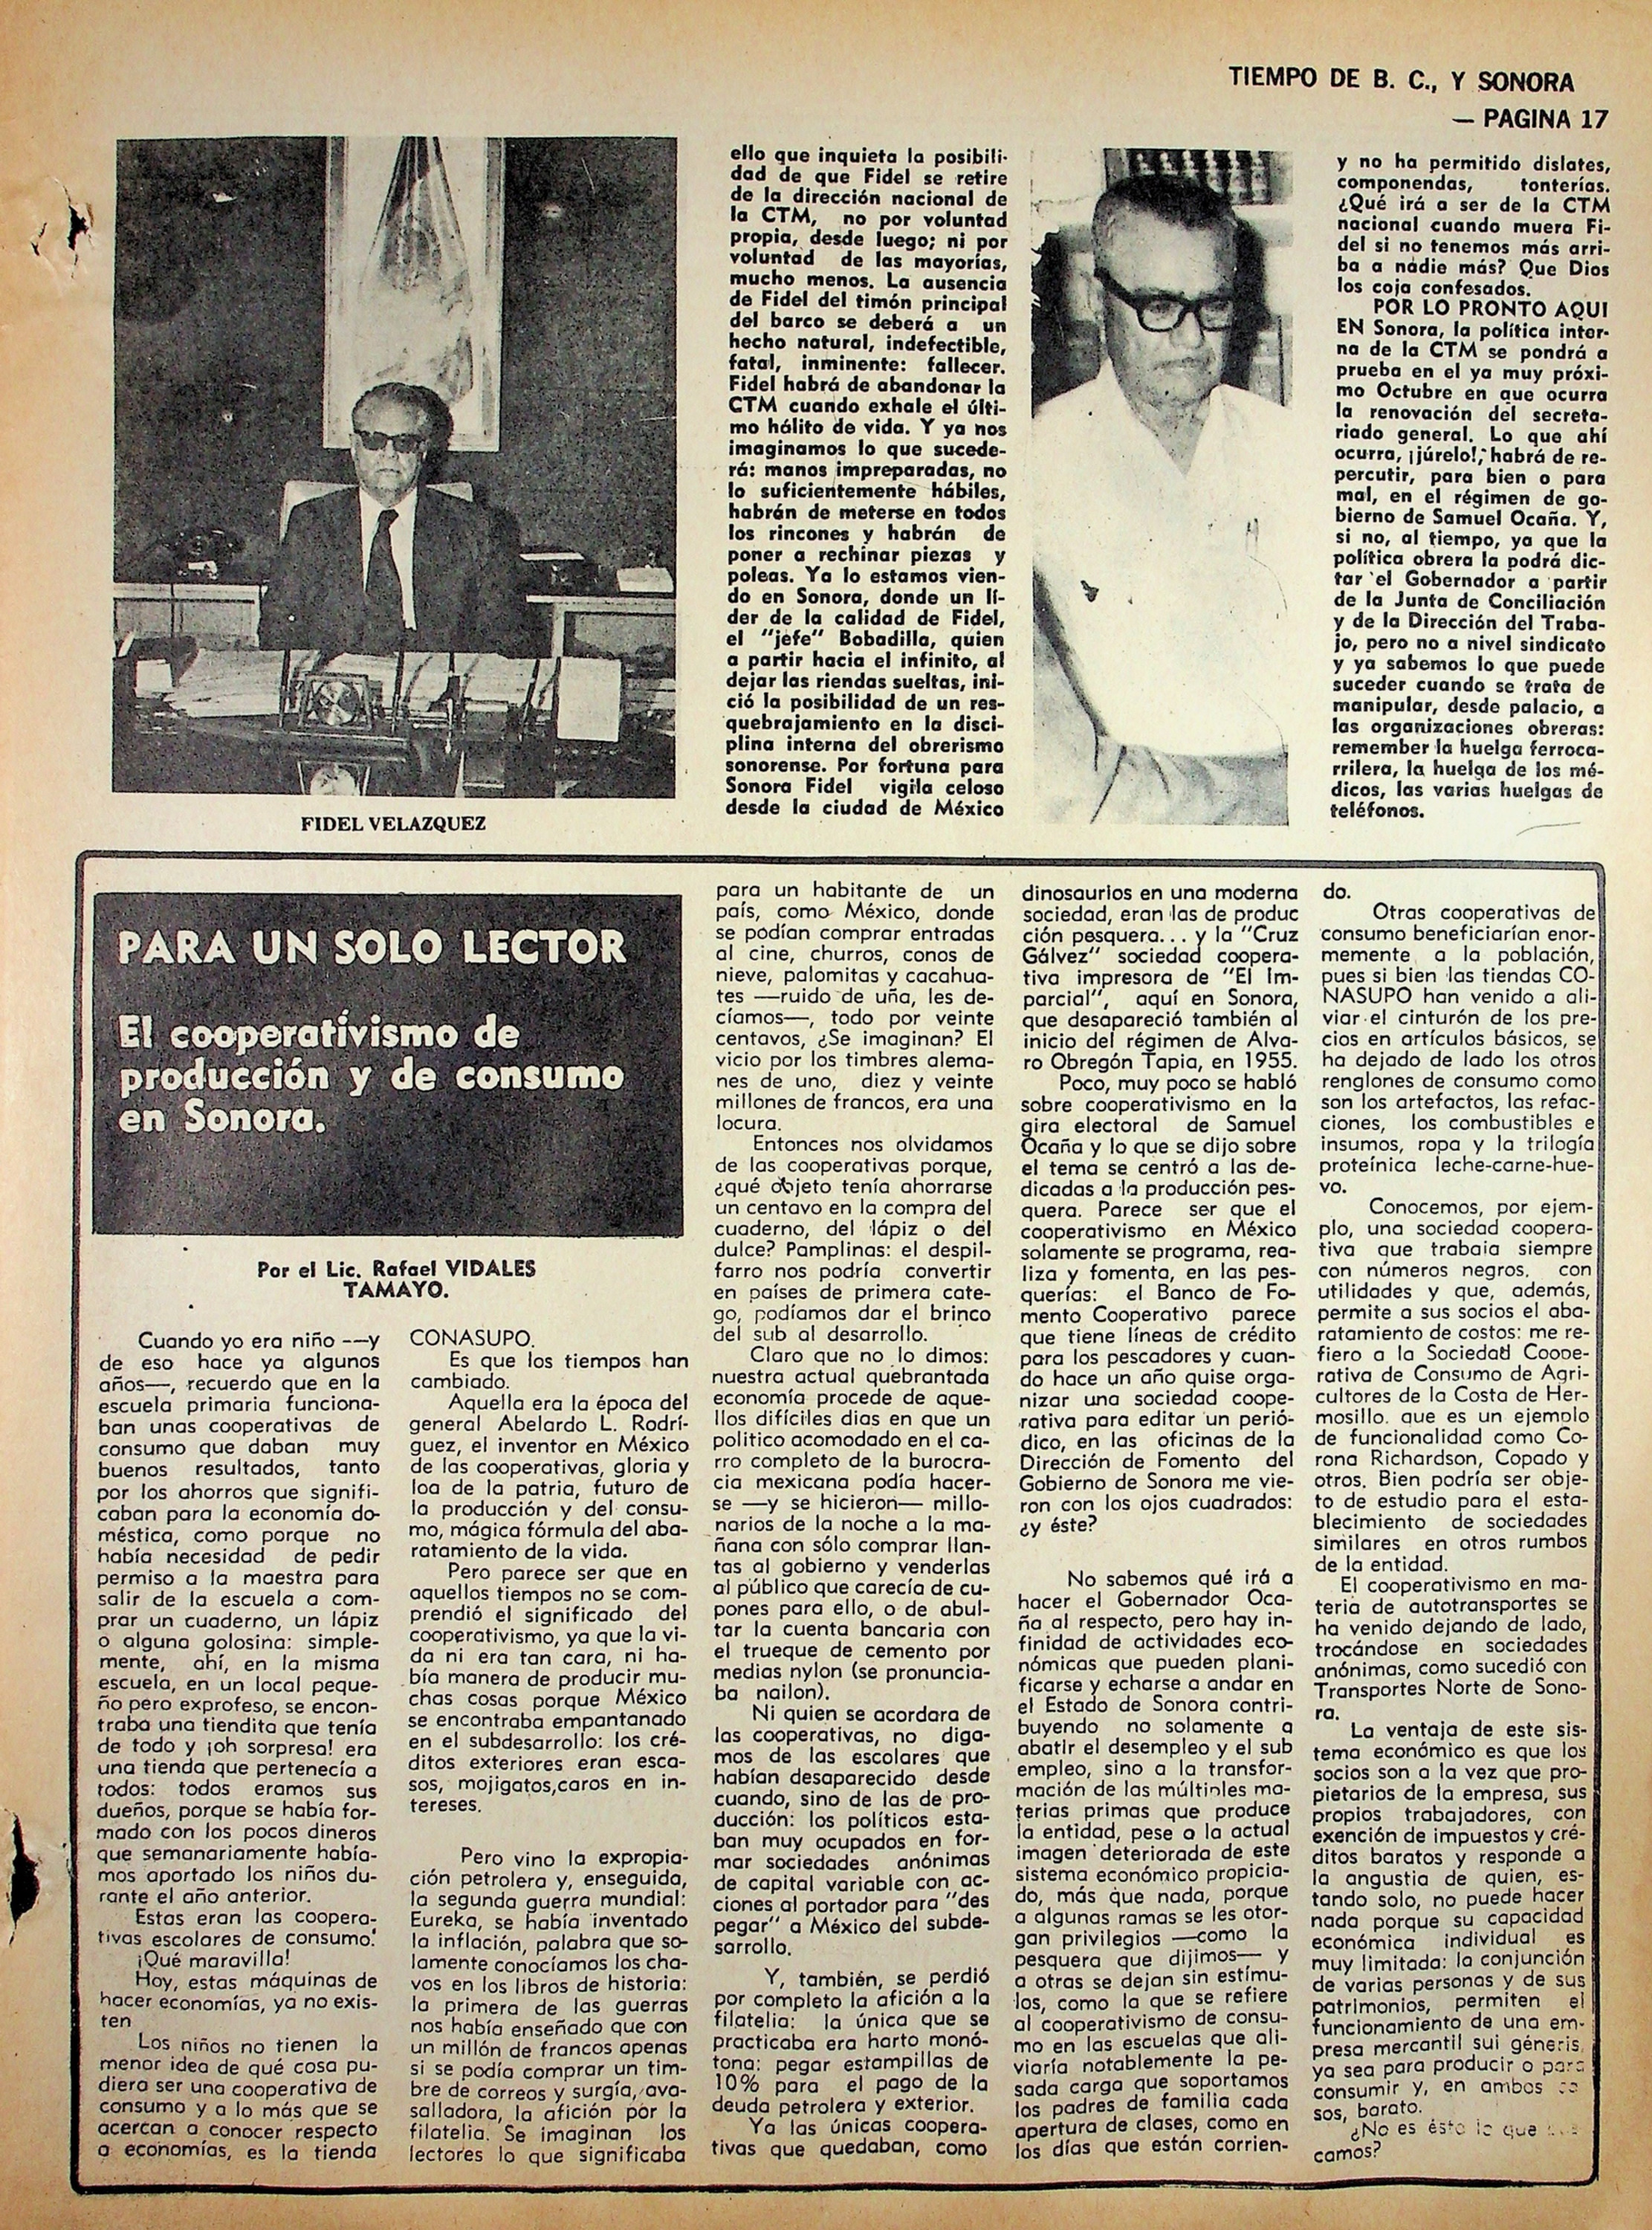 TIEMPO DE B. C., Y SONORA
— PAGINA 17
FIDEL VELAZQUEZ
ello que inquieta la posibili-
dad de que Fidel se retire
de la dirección nacional de
la CTM, no por voluntad
propia, desde luego; ni por
voluntad de las mayorías,
mucho menos. La ausencia
de Fidel del timón principal
del barco se deberá a un
hecho natural, indefectible,
fatal, inminente: fallecer.
Fidel habrá de abandonar la
CTM cuando exhale el últi-
mo hálito de vida. Y ya nos
imaginamos lo que sucede-
rá: manos impreparadas, no
lo suficientemente hábiles,
habrán de meterse en todos
los rincones y habrán de
poner a rechinar piezas y
poleas. Ya lo estamos vien-
do en Sonora, donde un lí-
der de la calidad de Fidel,
el "jefe" Bobadilla, quien
a partir hacia el infinito, al
dejar las riendas sueltas, ini-
ció la posibilidad de un res-
quebrajamiento en la disci-
plina interna del obrerismo
sonorense. Por fortuna para
Sonora Fidel vigila celoso
desde la ciudad de México
y no ha permitido dislates,
componendas, tonterías.
¿Qué irá a ser de la CTM
nacional cuando muera Fi-
del si no tenemos más arri-
ba a nadie más? Que Dios
los coja confesados.
POR LO PRONTO AQUI
EN Sonora, la política inter-
na de la CTM se pondrá a
prueba en el ya muy próxi-
mo Octubre en que ocurra
la renovación del secreta-
riado general. Lo que ahí
ocurra, ¡júrelo!, habrá de re-
percutir, para bien o para
mal, en el régimen de go-
bierno de Samuel Ocaña. Y,
si no, al tiempo, ya que la
política obrera la podrá dic-
tar el Gobernador a partir
de la Junta de Conciliación
y de la Dirección del Traba-
jo, pero no a nivel sindicato
y ya sabemos lo que puede
suceder cuando se trata de
manipular, desde palacio, a
las organizaciones obreras:
remember la huelga ferroca-
rrilera, la huelga de los mé-
dicos, las varias huelgas de
teléfonos.
PARA UN SOLO LECTOR
El cooperativismo de
producción y de consumo
en Sonora.
Por el Lic. Rafael VIDALES
TAMAYO.
Cuando yo era niño —y
de eso hace ya algunos
años—, recuerdo que en la
escuela primaria funciona-
ban unas cooperativas de
consumo que daban muy
buenos resultados, tanto
por los ahorros que signifi-
caban para la economía do-
méstica, como porque no
había necesidad de pedir
permiso a la maestra para
salir de la escuela a com-
prar un cuaderno, un lápiz
o alguna golosina: simple-
mente, ahí, en la misma
escuela, en un local peque-
ño pero exprofeso, se encon-
traba una tiendita que tenía
de todo y ¡oh sorpresa! era
una tienda que pertenecía a
todos: todos eramos sus
dueños, porque se había for-
mado con los pocos dineros
que semanariamente había-
mos aportado los niños du-
rante el año anterior.
Estas eran las coopera-
tivas escolares de consumo.
¡Qué maravilla!
Hoy, estas máquinas de
hacer economías, ya no exis-
ten
Los niños no tienen la
menor idea de qué cosa pu-
diera ser una cooperativa de
consumo y a lo más que se
acercan a conocer respecto
a economías, es la tienda
CONASUPO.
Es que los tiempos han
cambiado.
Aquella era la época del
general Abelardo L. Rodrí-
guez, el inventor en México
de las cooperativas, gloria y
loa de la patria, futuro de
la producción y del consu-
mo, mágica fórmula del aba-
ratamiento de la vida.
Pero parece ser que en
aquellos tiempos no se com-
prendió el significado del
cooperativismo, ya que la vi-
da ni era tan cara, ni ha-
bía manera de producir mu-
chas cosas porque México
se encontraba empantanado
en el subdesarrollo: los cré-
ditos exteriores eran esca-
sos, mojigatos,caros en in-
tereses.
Pero vino la expropia-
ción petrolera y, enseguida,
la segunda guerra mundial:
Eureka, se había inventado
la inflación, palabra que so-
lamente conocíamos los cha-
vos en los libros de historia:
la primera de las guerras
nos había enseñado que con
un millón de francos apenas
si se podía comprar un tim-
bre de correos y surgía, ava-
salladora, la afición por la
filatelia. Se imaginan los
lectores lo que significaba
para un habitante de un
país, como México, donde
se podían comprar entradas
al cine, churros, conos de
nieve, palomitas y cacahua-
tes —ruido de uña, les de-
cíamos—, todo por veinte
centavos, ¿Se imaginan? El
vicio por los timbres alema-
nes de uno, diez y veinte
millones de francos, era una
locura.
Entonces nos olvidamos
de las cooperativas porque,
¿qué objeto tenía ahorrarse
un centavo en la compra del
cuaderno, del lápiz o del
dulce? Pamplinas: el despil-
farro nos podría convertir
en países de primera cate-
go, podíamos dar el brinco
del sub al desarrollo.
Claro que no lo dimos:
nuestra actual quebrantada
economía procede de aque-
llos difíciles dias en que un
politico acomodado en el ca-
rro completo de la burocra-
cia mexicana podía hacer-
se —y se hicieron— millo-
narios de la noche a la ma-
ñana con sólo comprar llan-
tas al gobierno y venderlas
al público que carecía de cu-
pones para ello, o de abul-
tar la cuenta bancaria con
el trueque de cemento por
medias nylon (se pronuncia-
ba nailon).
Ni quien se acordara de
las cooperativas, no diga-
mos de las escolares que
habían desaparecido desde
cuando, sino de las de pro-
ducción: los políticos esta-
ban muy ocupados en for-
mar sociedades anónimas
de capital variable con ac-
ciones al portador para "des
pegar" a México del subde-
sarrollo.
Y, también, se perdió
por completo la afición a la
filatelia: la única que se
practicaba era harto monó-
tona: pegar estampillas de
10% para el pago de la
deuda petrolera y exterior.
Ya las únicas coopera-
tivas que quedaban, como
dinosaurios en una moderna
sociedad, eran las de produc
ción pesquera... y la "Cruz
Gálvez" sociedad coopera-
tiva impresora de "El Im-
parcial", aquí en Sonora,
que desapareció también al
inicio del régimen de Alva-
ro Obregón Tapia, en 1955.
Poco, muy poco se habló
sobre cooperativismo en la
gira electoral de Samuel
Ocaña y lo que se dijo sobre
el tema se centró a las de-
dicadas a la producción pes-
quera. Parece ser que el
cooperativismo en México
solamente se programa, rea-
liza y fomenta, en las pes-
querías: el Banco de Fo-
mento Cooperativo parece
que tiene líneas de crédito
para los pescadores y cuan-
do hace un año quise orga-
nizar una sociedad coope-
rativa para editar un perió-
dico, en las oficinas de la
Dirección de Fomento del
Gobierno de Sonora me vie-
ron con los ojos cuadrados:
¿y éste?
No sabemos qué irá a
hacer el Gobernador Oca-
ña al respecto, pero hay in-
finidad de actividades eco-
nómicas que pueden plani-
ficarse y echarse a andar en
el Estado de Sonora contri-
buyendo no solamente a
abatir el desempleo y el sub
empleo, sino a la transfor-
mación de las múltiples ma-
terias primas que produce
la entidad, pese a la actual
imagen deteriorada de este
sistema económico propicia-
do, más que nada, porque
a algunas ramas se les otor-
gan privilegios —como la
pesquera que dijimos— y
a otras se dejan sin estímu-
los, como la que se refiere
al cooperativismo de consu-
mo en las escuelas que ali-
viaría notablemente la pe-
sada carga que soportamos
los padres de familia cada
apertura de clases, como en
los días que están corrien-
do.
Otras cooperativas de
consumo beneficiarían enor-
memente a la población,
pues si bien las tiendas CO-
NASUPO han venido a ali-
viar el cinturón de los pre-
cios en artículos básicos, se
ha dejado de lado los otros
renglones de consumo como
son los artefactos, las refac-
ciones, los combustibles e
insumos, ropa y la trilogía
proteínica leche-carne-hue-
vo.
Conocemos, por ejem-
plo, una sociedad coopera-
tiva que trabaja siempre
con números negros, con
utilidades y que, además,
permite a sus socios el aba-
ratamiento de costos: me re-
fiero a la Sociedad Coope-
rativa de Consumo de Agri-
cultores de la Costa de Her-
mosillo, que es un ejemplo
de funcionalidad como Co-
rona Richardson, Copado y
otros. Bien podría ser obje-
to de estudio para el esta-
blecimiento de sociedades
similares en otros rumbos
de la entidad.
El cooperativismo en ma-
teria de autotransportes se
ha venido dejando de lado,
trocándose en sociedades
anónimas, como sucedió con
Transportes Norte de Sono-
ra.
La ventaja de este sis-
tema económico es que los
socios son a la vez que pro-
pietarios de la empresa, sus
propios trabajadores, con
exención de impuestos y cré-
ditos baratos y responde a
la angustia de quien, es-
tando solo, no puede hacer
nada porque su capacidad
económica individual es
muy limitada: la conjunción
de varias personas y de sus
patrimonios, permiten el
funcionamiento de una em-
presa mercantil sui géneris,
ya sea para producir o para
consumir y, en ambos ca
sos, barato.
¿No es ésto lo que
camos?